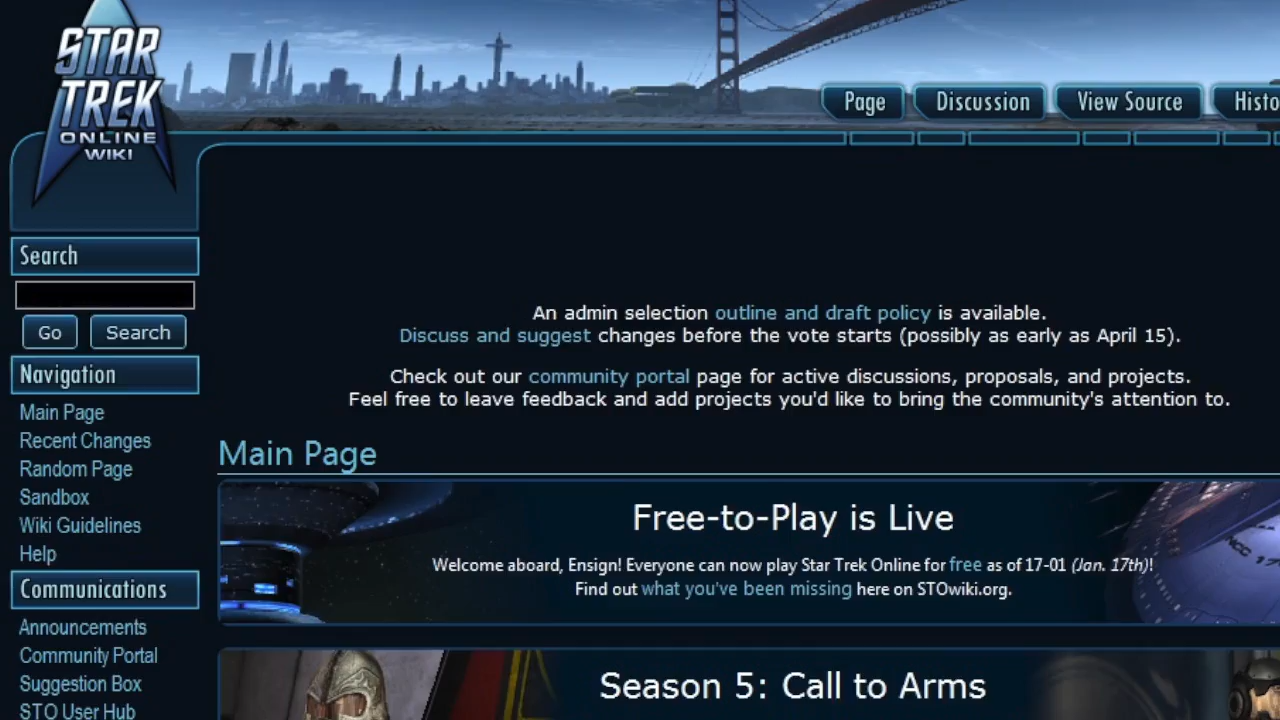 STAR
TREK
ONLINE
WIKI
Page
Discussion
View Source
Histo
Search
Go
Search
Navigation
Main Page
Recent Changes
Random Page
Sandbox
Wiki Guidelines
Help
Communications
Announcements
Community Portal
Suggestion Box
STO User Hub
An admin selection outline and draft policy is available.
Discuss and suggest changes before the vote starts (possibly as early as April 15).
Check out our community portal page for active discussions, proposals, and projects.
Feel free to leave feedback and add projects you'd like to bring the community's attention to.
Main Page
Free-to-Play is Live
Welcome aboard, Ensign! Everyone can now play Star Trek Online for free as of 17-01 (Jan. 17th)!
Find out what you've been missing here on STOwiki.org.
NCC 17
Season 5: Call to Arms